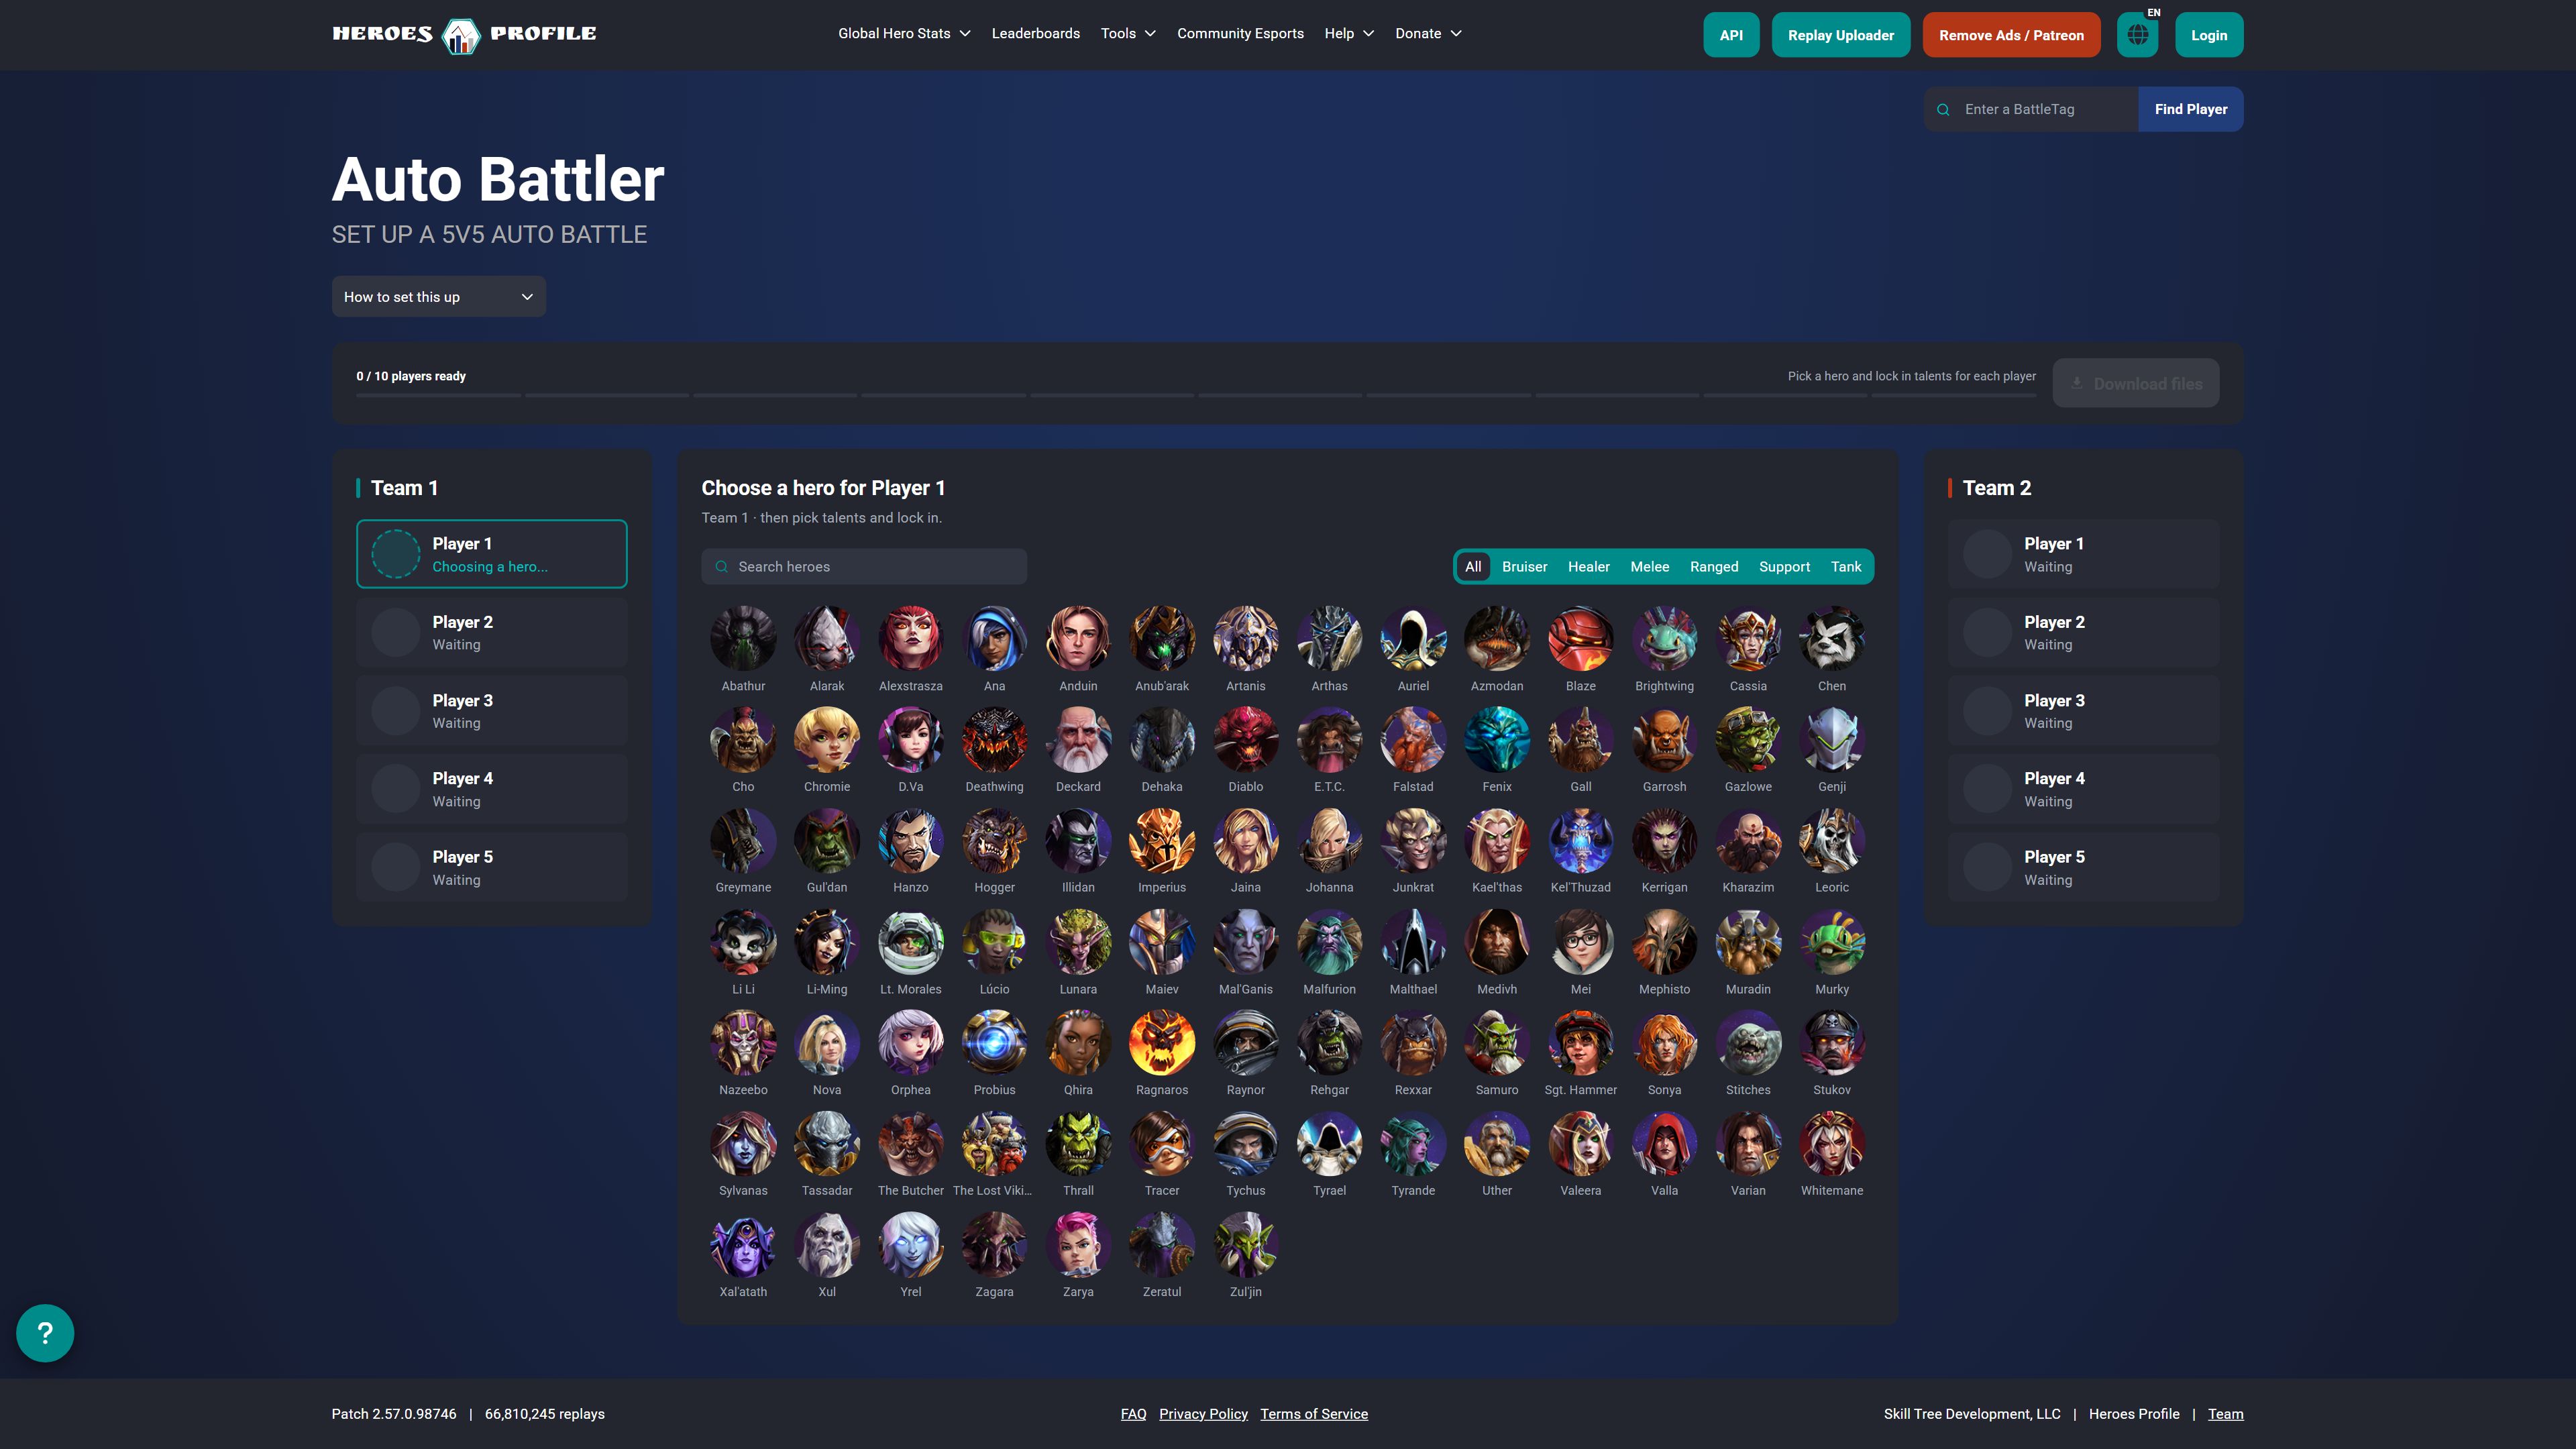 HEROES PROFILE
Global Hero Stats Leaderboards Tools Community Esports Help Donate
API Replay Uploader Remove Ads / Patreon EN Login
Enter a BattleTag Find Player
Auto Battler
SET UP A 5V5 AUTO BATTLE
How to set this up
0 / 10 players ready
Pick a hero and lock in talents for each player
Download files
Team 1
Player 1
Choosing a hero...
Player 2
Waiting
Player 3
Waiting
Player 4
Waiting
Player 5
Waiting
Choose a hero for Player 1
Team 1 · then pick talents and lock in.
Search heroes
All Bruiser Healer Melee Ranged Support Tank
Abathur Alarak Alexstrasza Ana Anduin Anub'arak Artanis Arthas Auriel Azmodan Blaze Brightwing Cassia Chen
Cho Chromie D.Va Deathwing Deckard Dehaka Diablo E.T.C. Falstad Fenix Gall Garrosh Gazlowe Genji
Greymane Gul'dan Hanzo Hogger Illidan Imperius Jaina Johanna Junkrat Kael'thas Kel'Thuzad Kerrigan Kharazim Leoric
Li Li Li-Ming Lt. Morales Lúcio Lunara Maiev Mal'Ganis Malfurion Malthael Medivh Mei Mephisto Muradin Murky
Nazeebo Nova Orphea Probius Qhira Ragnaros Raynor Rehgar Rexxar Samuro Sgt. Hammer Sonya Stitches Stukov
Sylvanas Tassadar The Butcher The Lost Viki... Thrall Tracer Tychus Tyrael Tyrande Uther Valeera Valla Varian Whitemane
Xal'atath Xul Yrel Zagara Zarya Zeratul Zul'jin
Team 2
Player 1
Waiting
Player 2
Waiting
Player 3
Waiting
Player 4
Waiting
Player 5
Waiting
?
Patch 2.57.0.98746 | 66,810,245 replays
FAQ Privacy Policy Terms of Service
Skill Tree Development, LLC | Heroes Profile | Team